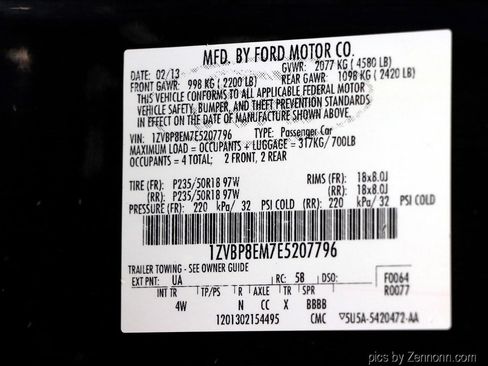 MFD. BY FORD MOTOR CO.
DATE: 02/13 GVWR: 2077 KG ( 4580 LB)
FRONT GAWR: 998 KG ( 2200 LB) REAR GAWR: 1098 KG ( 2420 LB)
THIS VEHICLE CONFORMS TO ALL APPLICABLE FEDERAL MOTOR
VEHICLE SAFETY, BUMPER, AND THEFT PREVENTION STANDARDS
IN EFFECT ON THE DATE OF MANUFACTURE SHOWN ABOVE.
VIN: 1ZVBP8EM7E5207796 TYPE: Passenger Car
MAXIMUM LOAD = OCCUPANTS + LUGGAGE = 317KG/ 700LB
OCCUPANTS = 4 TOTAL; 2 FRONT, 2 REAR
TIRE (FR): P235/50R18 97W RIMS (FR): 18x8.0J
(RR): P235/50R18 97W (RR): 18x8.0J
PRESSURE (FR): 220 kPa/ 32 PSI COLD (RR): 220 kPa/ 32 PSI COLD
1ZVBP8EM7E5207796
TRAILER TOWING - SEE OWNER GUIDE
EXT PNT: UA RC: 58 DSO: F0064
R0077
INT TR TP/PS R AXLE TR SPR
4W N CC X BBBB
1201302154495 CMC ▽5U5A-5420472-AA
pics by Zennonn.com